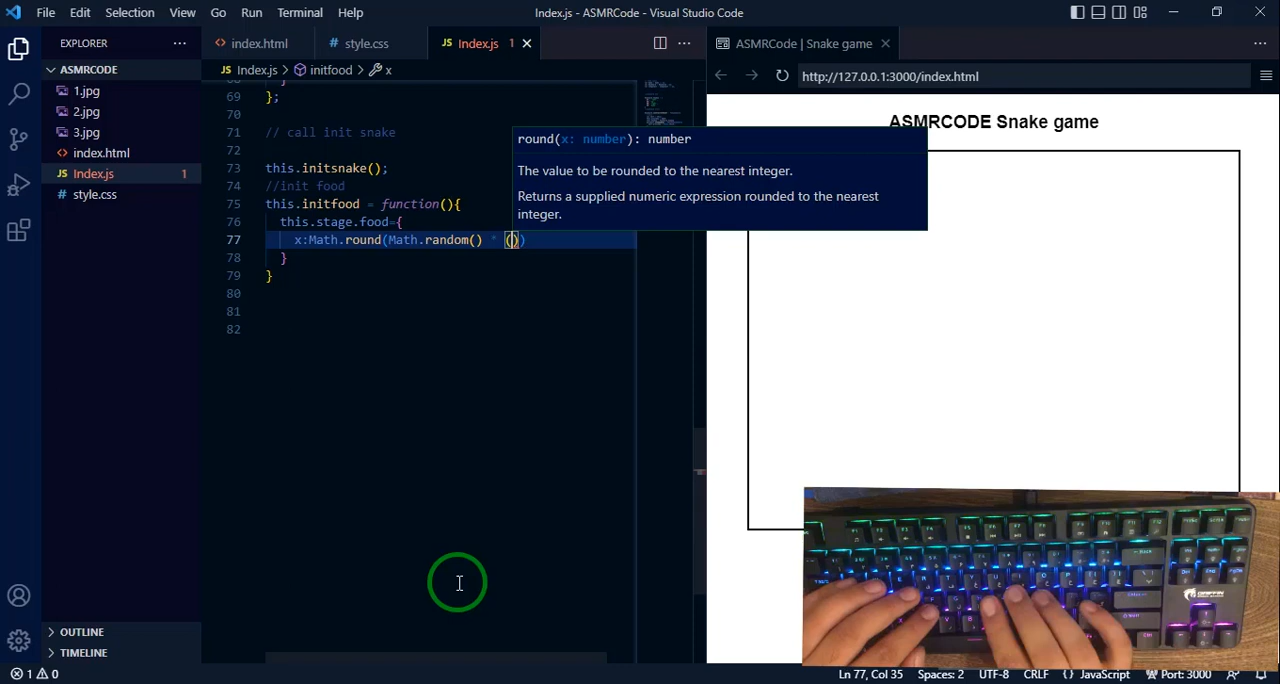 File Edit Selection View Go Run Terminal Help
Index.js - ASMRCode - Visual Studio Code
EXPLORER
ASMRCODE
1.jpg
2.jpg
3.jpg
index.html
Index.js 1
style.css
OUTLINE
TIMELINE
index.html
style.css
JS Index.js 1
JS Index.js > initfood > x
69 };
70
71 // call init snake
72
73 this.initsnake();
74 //init food
75 this.initfood = function(){
76 this.stage.food={
77 x:Math.round(Math.random() * ())
78 }
79 }
80
81
82
round(x: number): number
The value to be rounded to the nearest integer.
Returns a supplied numeric expression rounded to the nearest
integer.
ASMRCode | Snake game
http://127.0.0.1:3000/index.html
ASMRCODE Snake game
1 0
Ln 77, Col 35 Spaces: 2 UTF-8 CRLF {} JavaScript Port: 3000